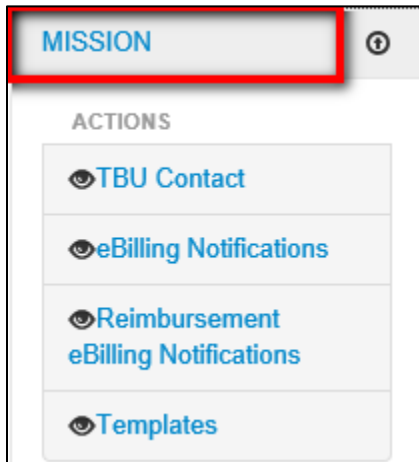 MISSION
ACTIONS
TBU Contact
eBilling Notifications
Reimbursement
eBilling Notifications
Templates